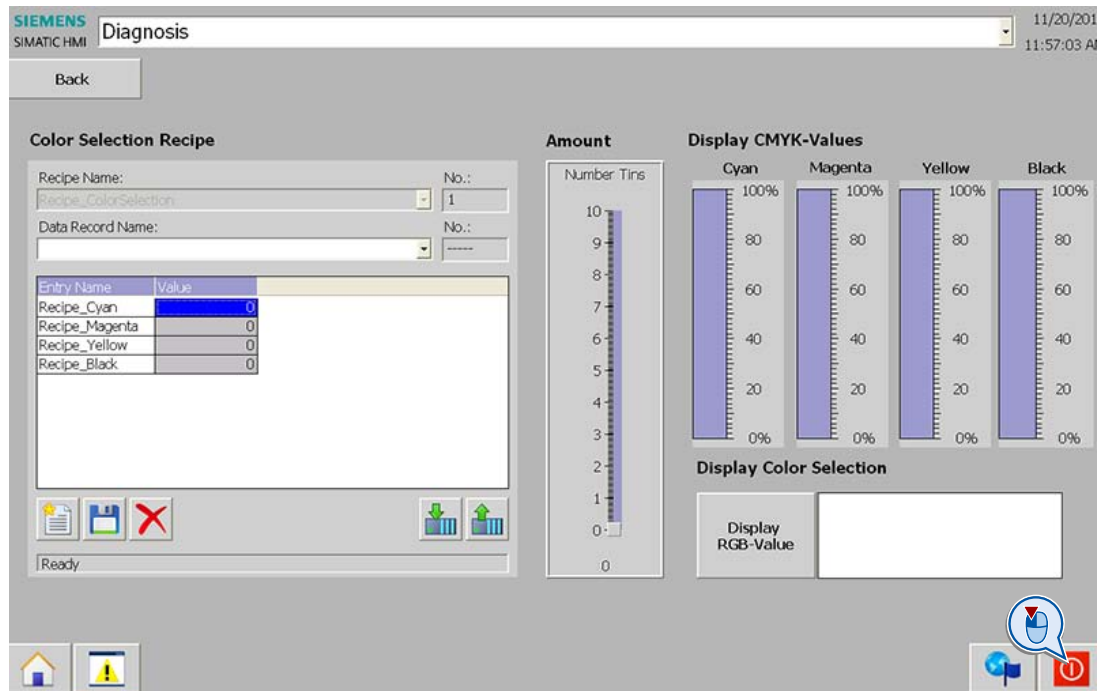 SIEMENS
SIMATIC HMI
Diagnosis
11/20/201
11:57:03 AM
Back
Color Selection Recipe
Recipe Name:
No.:
Recipe_ColorSelection
1
Data Record Name:
No.:
-----
Entry Name Value
Recipe_Cyan 0
Recipe_Magenta 0
Recipe_Yellow 0
Recipe_Black 0
Ready
Amount
Number Tins
10
9
8
7
6
5
4
3
2
1
0
0
Display CMYK-Values
Cyan Magenta Yellow Black
100% 100% 100% 100%
80 80 80 80
60 60 60 60
40 40 40 40
20 20 20 20
0% 0% 0% 0%
Display Color Selection
Display
RGB-Value